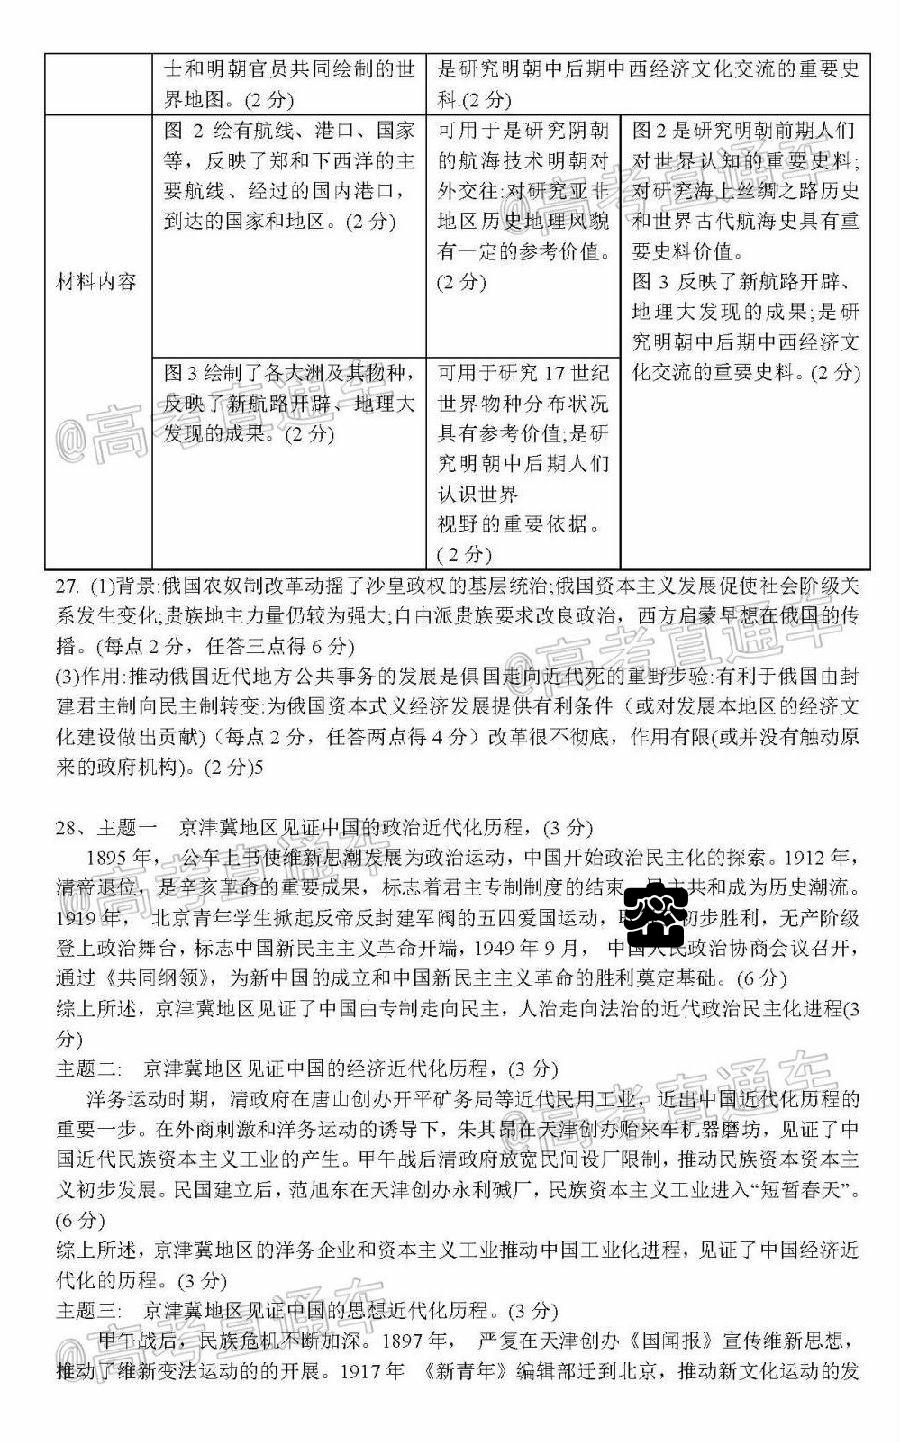 士和明朝官员共同绘制的世
界地图。(2 分)
是研究明朝中后期中西经济文化交流的重要史
料.(2 分)
材料内容
图 2 绘有航线、港口、国家
等，反映了郑和下西洋的主
要航线、经过的国内港口，
到达的国家和地区。(2 分)
可用于是研究阴朝
的航海技术明朝对
外交往;对研究亚非
地区历史地理风貌
有一定的参考价值。
(2 分)
图 2 是研究明朝前期人们
对世界认知的重要史料;
对研究海上丝绸之路历史
和世界古代航海史具有重
要史料价值。
图 3 反映了新航路开辟、
地理大发现的成果;是研
究明朝中后期中西经济文
化交流的重要史料。(2 分)
图 3 绘制了各大洲及其物种，
反映了新航路开辟、地理大
发现的成果。(2 分)
可用于研究 17 世纪
世界物种分布状况
具有参考价值;是研
究明朝中后期人们
认识世界
视野的重要依据。
( 2 分)
27. (1)背景:俄国农奴制改革动摇了沙皇政权的基层统治;俄国资本主义发展促使社会阶级关
系发生变化;贵族地主力量仍较为强大;自由派贵族要求改良政治，西方启蒙早想在俄国的传
播。(每点 2 分，任答三点得 6 分)
(3)作用:推动俄国近代地方公共事务的发展是俱国走向近代死的重野步验:有利于俄国由封
建君主制向民主制转变:为俄国资本式义经济发展提供有利条件（或对发展本地区的经济文
化建设做出贡献)（每点 2 分，任答两点得 4 分）改革很不彻底，作用有限(或并没有触动原
来的政府机构)。(2 分)5
28、主题一 京津冀地区见证中国的政治近代化历程，(3 分)
1895 年， 公车上书使维新思潮发展为政治运动，中国开始政治民主化的探索。1912 年，
清帝退位，是辛亥革命的重要成果，标志着君主专制制度的结束，民主共和成为历史潮流。
1919 年， 北京青年学生掀起反帝反封建军阀的五四爱国运动， 初步胜利，无产阶级
登上政治舞台，标志中国新民主主义革命开端，1949 年 9 月， 中国人民政治协商会议召开，
通过《共同纲领》，为新中国的成立和中国新民主主义革命的胜利奠定基础。(6 分)
综上所述，京津冀地区见证了中国由专制走向民主，人治走向法治的近代政治民主化进程(3
分)
主题二: 京津冀地区见证中国的经济近代化历程，(3 分)
洋务运动时期，清政府在唐山创办开平矿务局等近代民用工业，近出中国近代化历程的
重要一步。在外商刺激和洋务运动的诱导下，朱其昂在天津创办贻来牟机器磨坊，见证了中
国近代民族资本主义工业的产生。甲午战后清政府放宽民间设厂限制，推动民族资本资本主
义初步发展。民国建立后，范旭东在天津创办永利碱厂，民族资本主义工业进入“短暂春天”。
(6 分)
综上所述，京津冀地区的洋务企业和资本主义工业推动中国工业化进程，见证了中国经济近
代化的历程。(3 分)
主题三: 京津冀地区见证中国的思想近代化历程。(3 分)
甲午战后，民族危机不断加深。1897 年， 严复在天津创办《国闻报》宣传维新思想，
推动了维新变法运动的的开展。1917 年 《新青年》编辑部迁到北京，推动新文化运动的发
@高考直通车
@高考直通车
@高考直通车
@高考直通车
@高考直通车
@高考直通车